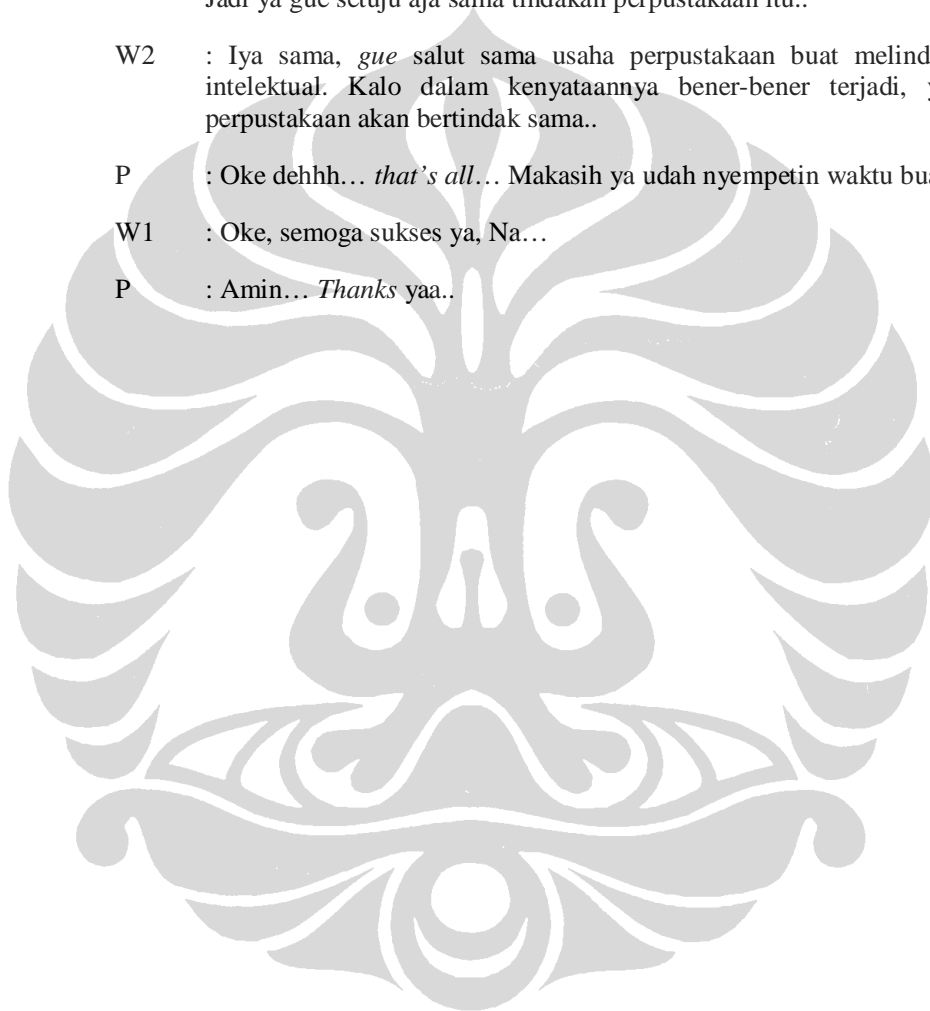 Jadi ya gue setuju aja sama tindakan perpustakaan itu..
W2 : Iya sama, gue salut sama usaha perpustakaan buat
intelektual. Kalo dalam kenyataannya bener-bener terjadi,
perpustakaan akan bertindak sama..
P : Oke dehhh… that’s all… Makasih ya udah nyempetin waktu
W1 : Oke, semoga sukses ya, Na…
P : Amin… Thanks yaa..